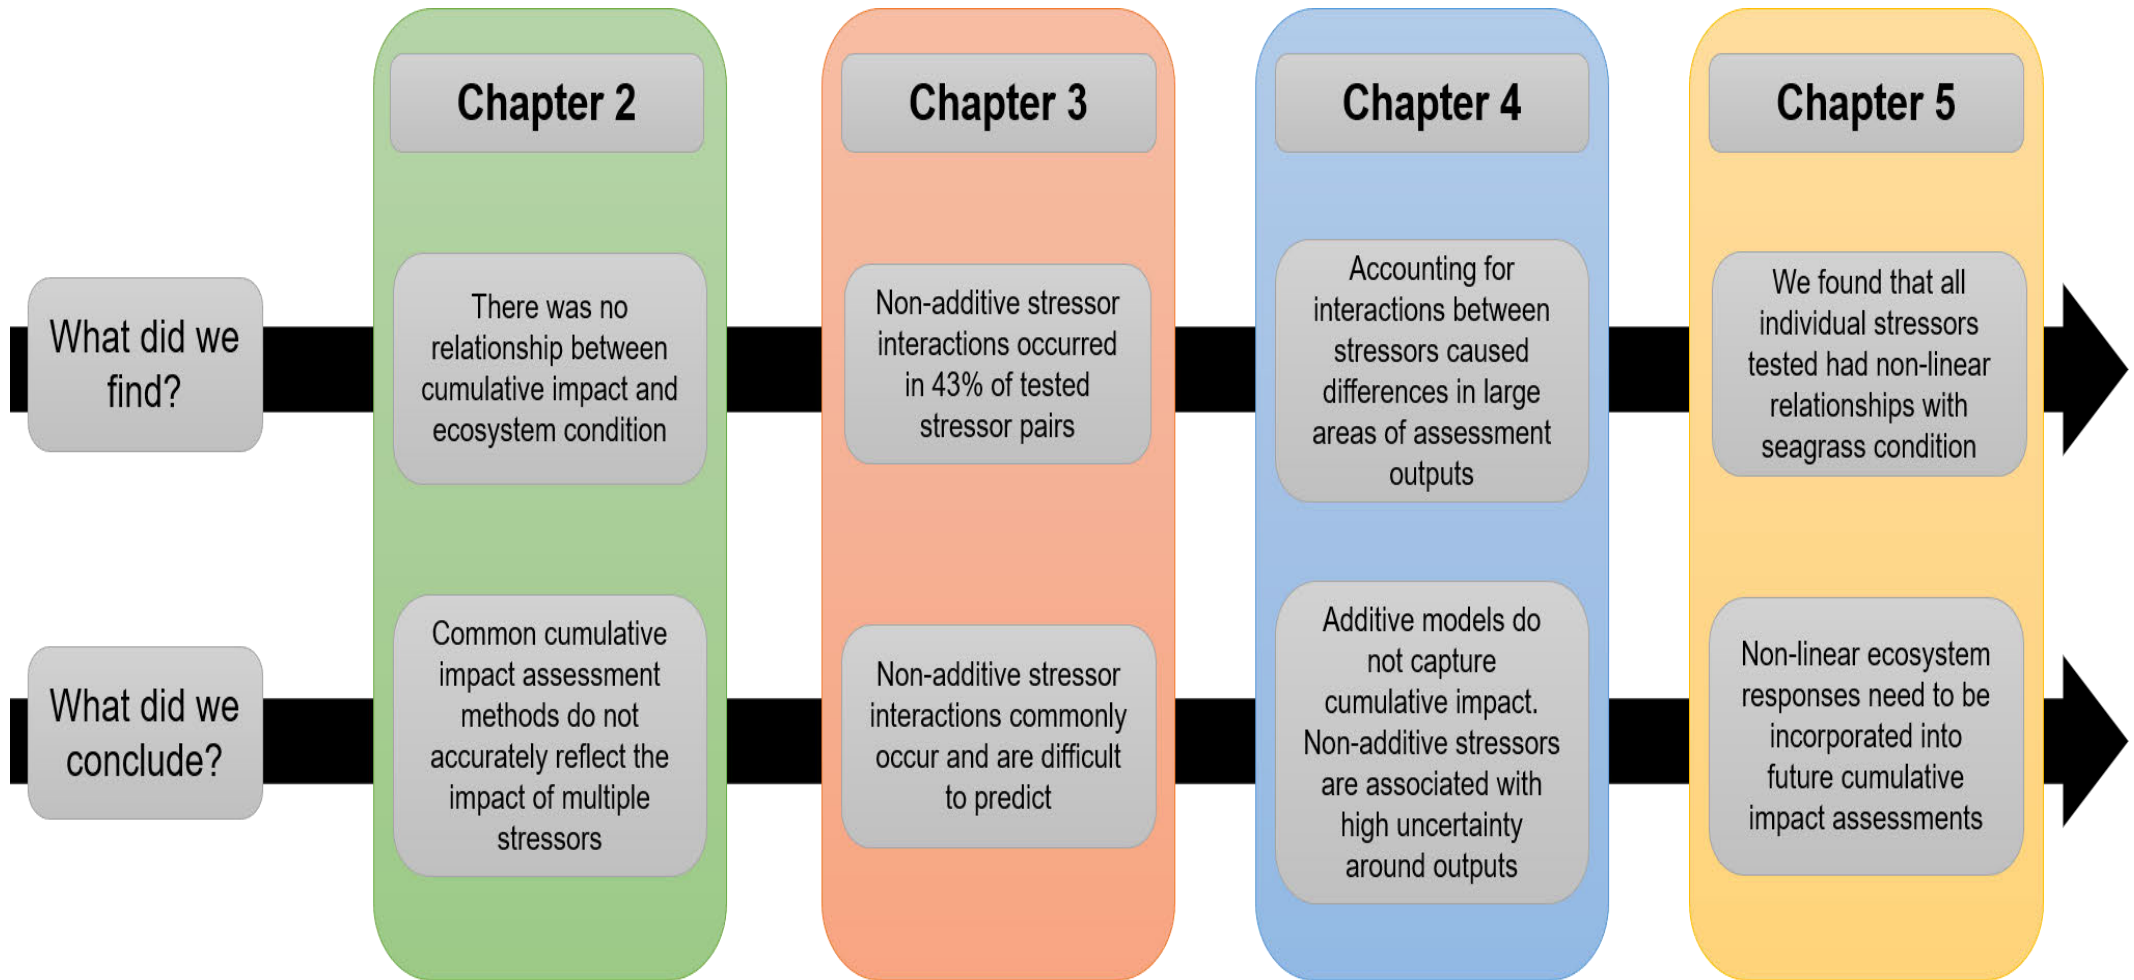 Chapter 2
Chapter 3
Chapter 4
Chapter 5
What did we
find?
There was no
relationship between
cumulative impact and
ecosystem condition
Non-additive stressor
interactions occurred
in 43% of tested
stressor pairs
Accounting for
interactions between
stressors caused
differences in large
areas of assessment
outputs
We found that all
individual stressors
tested had non-linear
relationships with
seagrass condition
What did we
conclude?
Common cumulative
impact assessment
methods do not
accurately reflect the
impact of multiple
stressors
Non-additive stressor
interactions commonly
occur and are difficult
to predict
Additive models do
not capture
cumulative impact.
Non-additive stressors
are associated with
high uncertainty
around outputs
Non-linear ecosystem
responses need to be
incorporated into
future cumulative
impact assessments